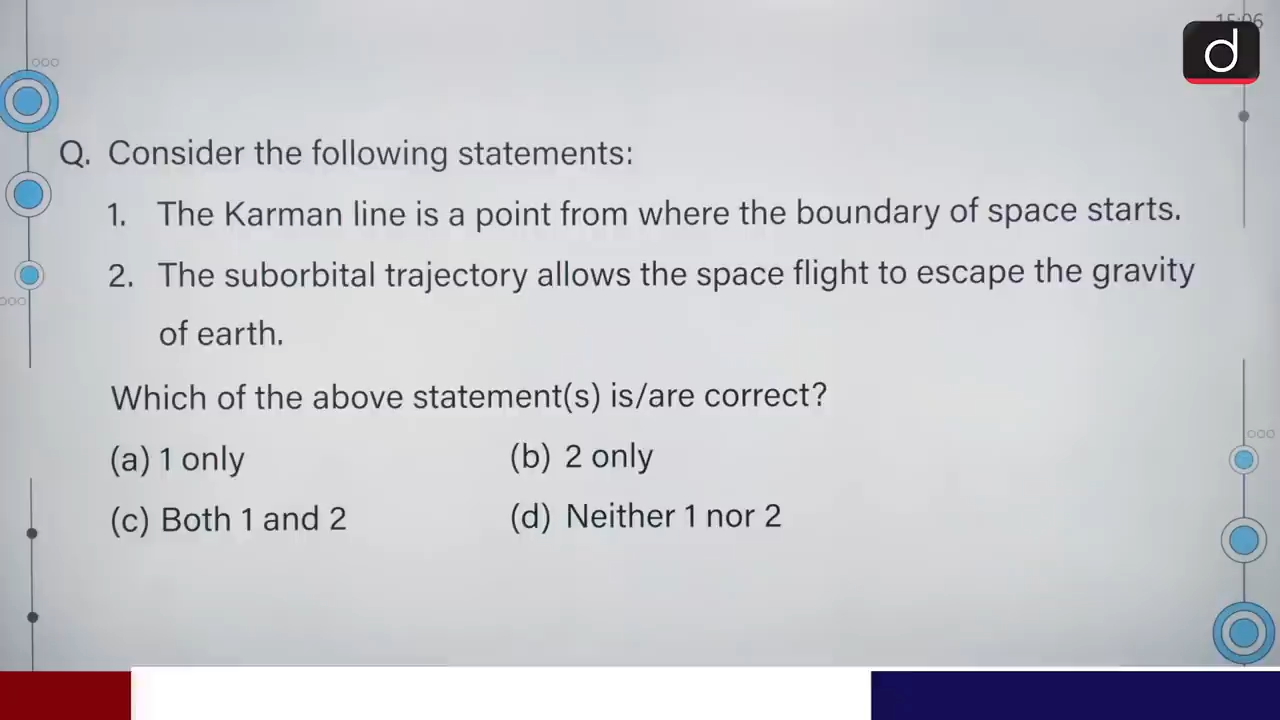 15:06
d
Q. Consider the following statements:
1. The Karman line is a point from where the boundary of space starts.
2. The suborbital trajectory allows the space flight to escape the gravity
of earth.
Which of the above statement(s) is/are correct?
(a) 1 only (b) 2 only
(c) Both 1 and 2 (d) Neither 1 nor 2